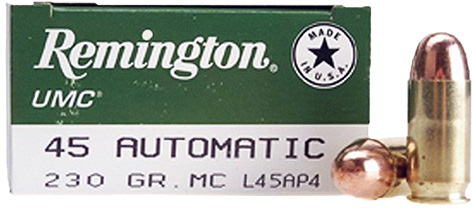 Remington®
UMC®
MADE
IN U.S.A.
45 AUTOMATIC
230 GR. MC L45AP4